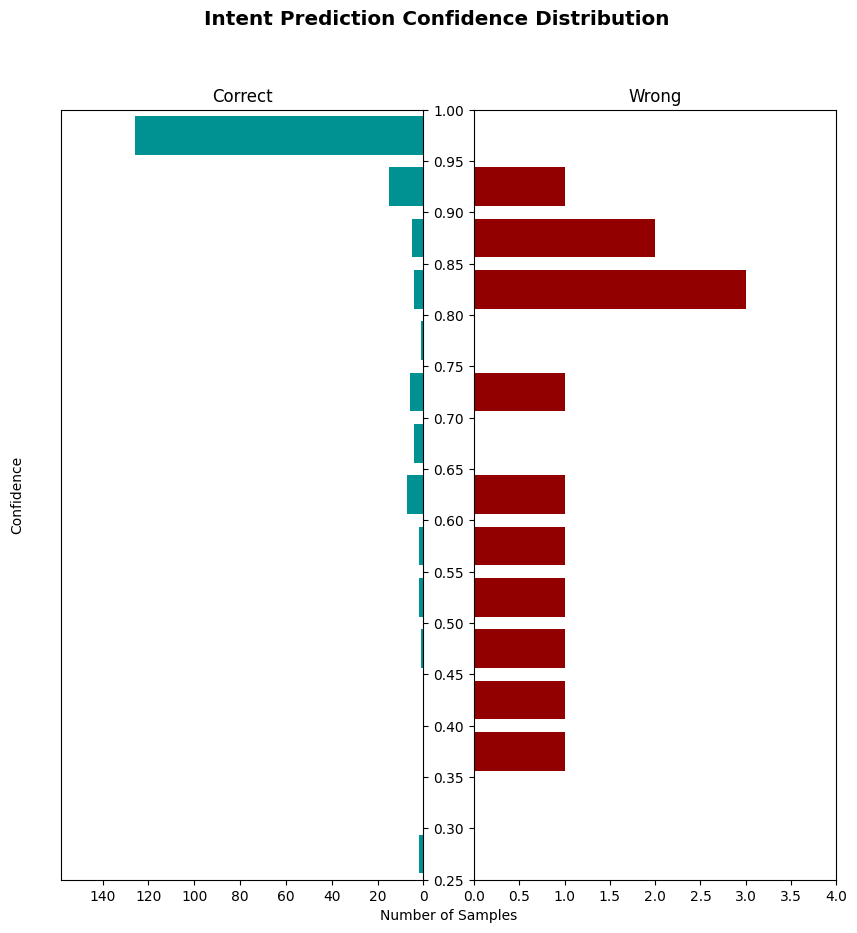 Intent Prediction Confidence Distribution
Correct
Wrong
1.00
0.95
0.90
0.85
0.80
0.75
0.70
0.65
0.60
0.55
0.50
0.45
0.40
0.35
0.30
0.25
Confidence
140 120 100 80 60 40 20 0
0.0 0.5 1.0 1.5 2.0 2.5 3.0 3.5 4.0
Number of Samples